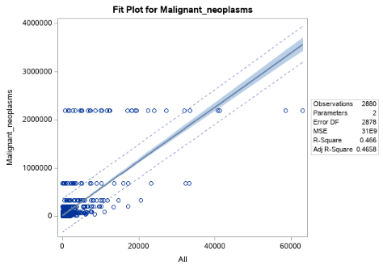 Fit Plot for Malignant_neoplasms
4000000
3000000
2000000
1000000
0
Malignant_neoplasms
0
20000
40000
60000
All
Observations 2880
Parameters 2
Error DF 2878
MSE 31E9
R-Square 0.466
Adj R-Square 0.4658